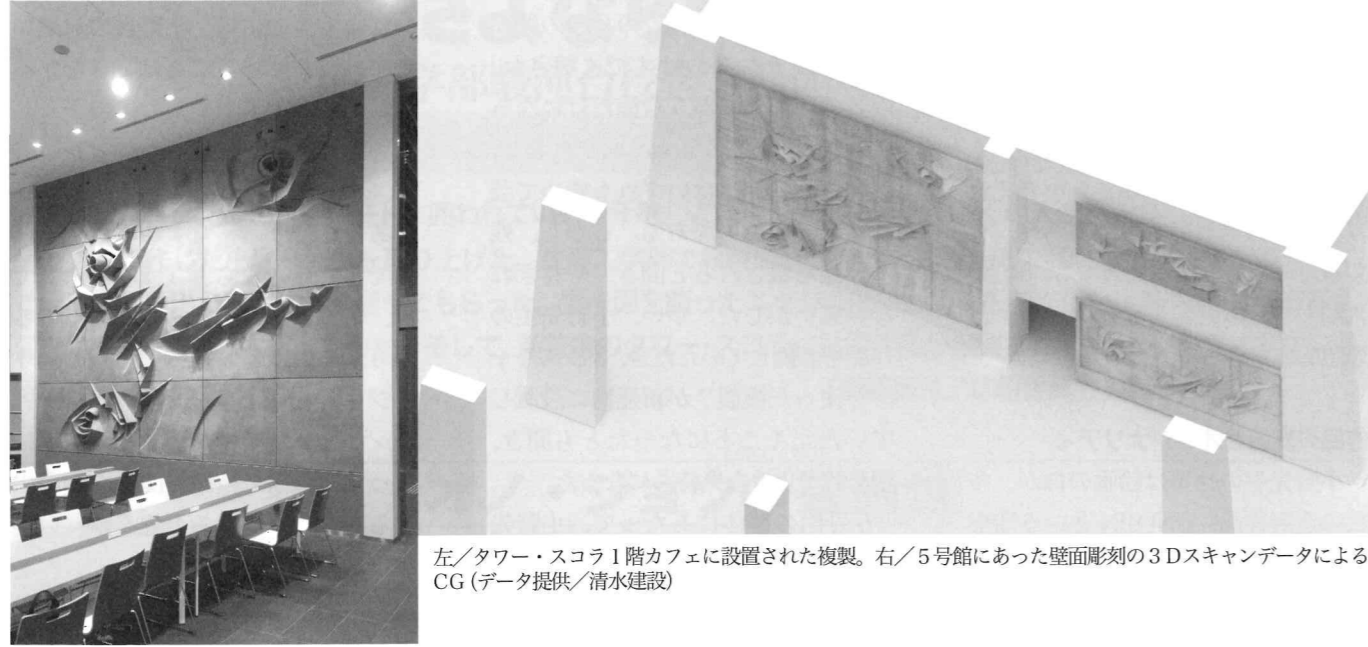 左／タワー・スコラ1階カフェに設置された複製。右／5号館にあった壁面彫刻の3Dスキャンデータによる
CG（データ提供／清水建設）